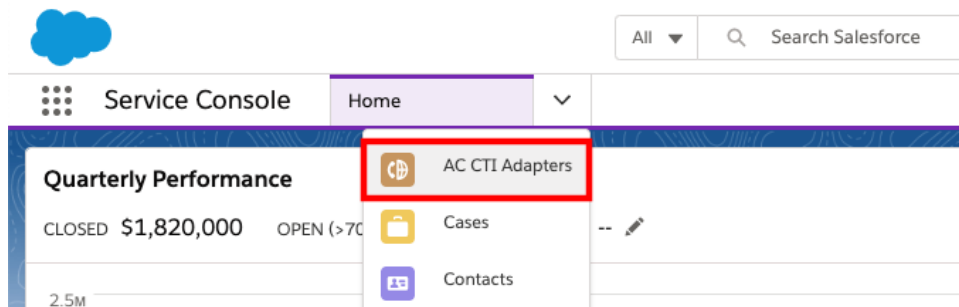 All
Search Salesforce
Service Console
Home
AC CTI Adapters
Quarterly Performance
CLOSED $1,820,000 OPEN (>70
Cases
--
Contacts
2.5M